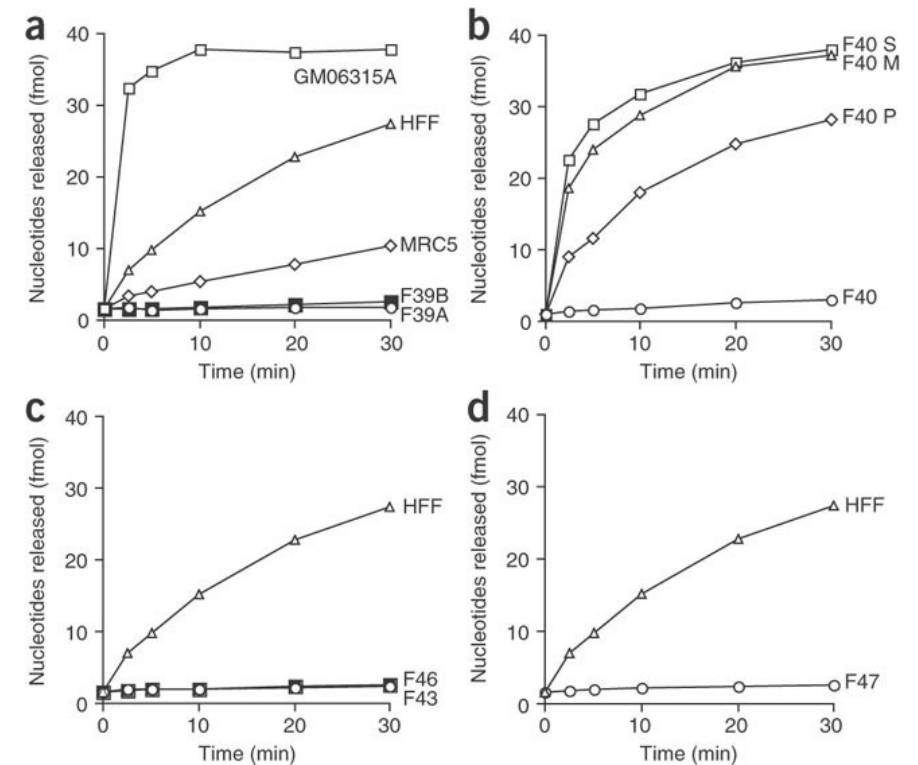 a
Nucleotides released (fmol)
40
30
20
10
0
GM06315A
HFF
MRC5
F39B
F39A
0 10 20 30
Time (min)
b
Nucleotides released (fmol)
40
30
20
10
0
F40 S
F40 M
F40 P
F40
0 10 20 30
Time (min)
c
Nucleotides released (fmol)
40
30
20
10
0
HFF
F46
F43
0 10 20 30
Time (min)
d
Nucleotides released (fmol)
40
30
20
10
0
HFF
F47
0 10 20 30
Time (min)